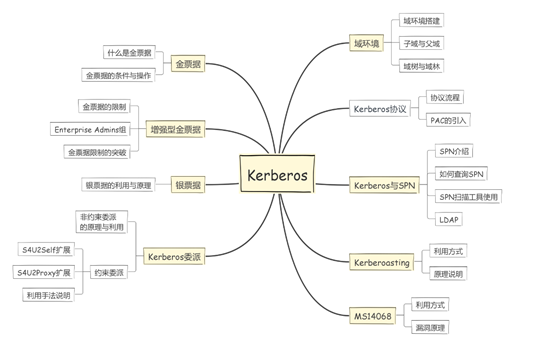 Kerberos
域环境
域环境搭建
子域与父域
域树与域林
Kerberos协议
协议流程
PAC的引入
Kerberos与SPN
SPN介绍
如何查询SPN
SPN扫描工具使用
LDAP
Kerberoasting
利用方式
原理说明
MS14068
利用方式
漏洞原理
金票据
什么是金票据
金票据的条件与操作
增强型金票据
金票据的限制
Enterprise Admins组
金票据限制的突破
银票据
银票据的利用与原理
Kerberos委派
非约束委派
的原理与利用
约束委派
S4U2Self扩展
S4U2Proxy扩展
利用手法说明